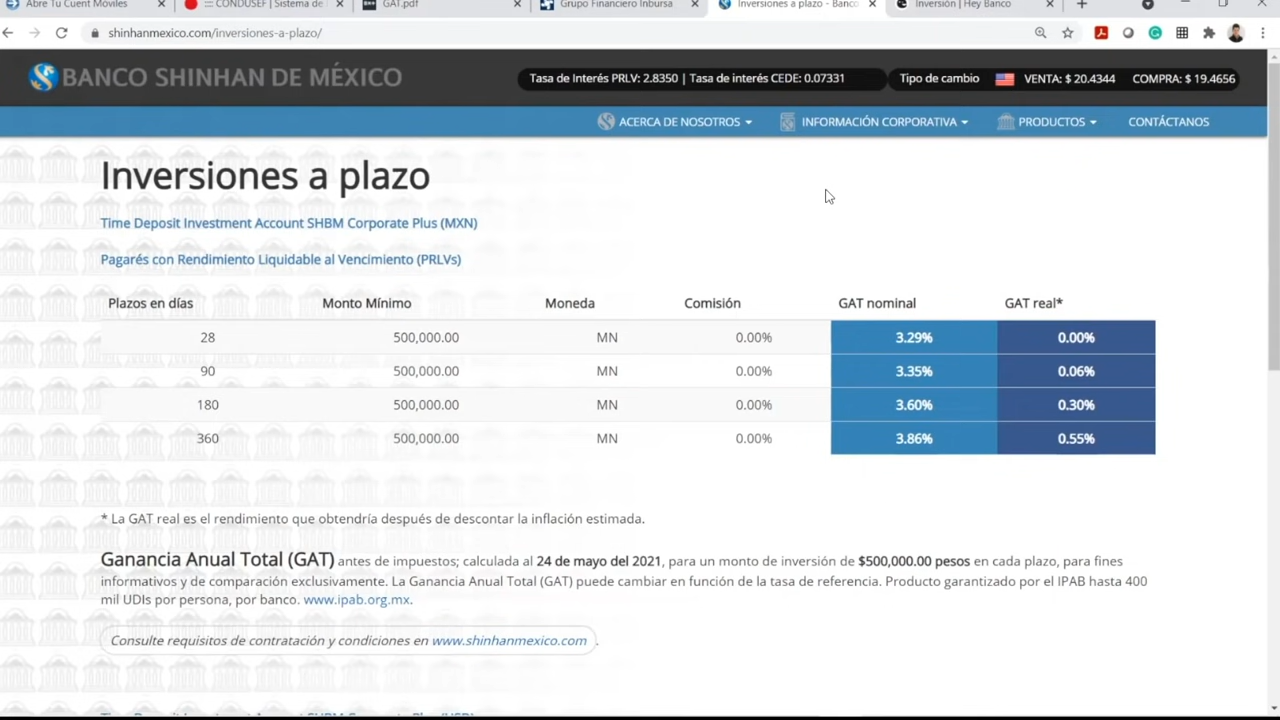 Abre Tu Cuent Móviles
::: CONDUSEF | Sistema de
GAT.pdf
Grupo Financiero Inbursa
Inversiones a plazo - Banco
Inversión | Hey Banco
shinhanmexico.com/inversiones-a-plazo/
BANCO SHINHAN DE MÉXICO
Tasa de Interés PRLV: 2.8350 | Tasa de interés CEDE: 0.07331
Tipo de cambio VENTA: $ 20.4344 COMPRA: $ 19.4656
ACERCA DE NOSOTROS INFORMACIÓN CORPORATIVA PRODUCTOS CONTÁCTANOS
Inversiones a plazo
Time Deposit Investment Account SHBM Corporate Plus (MXN)
Pagarés con Rendimiento Liquidable al Vencimiento (PRLVs)
Plazos en días Monto Mínimo Moneda Comisión GAT nominal GAT real*
28 500,000.00 MN 0.00% 3.29% 0.00%
90 500,000.00 MN 0.00% 3.35% 0.06%
180 500,000.00 MN 0.00% 3.60% 0.30%
360 500,000.00 MN 0.00% 3.86% 0.55%
* La GAT real es el rendimiento que obtendría después de descontar la inflación estimada.
Ganancia Anual Total (GAT) antes de impuestos; calculada al 24 de mayo del 2021, para un monto de inversión de $500,000.00 pesos en cada plazo, para fines
informativos y de comparación exclusivamente. La Ganancia Anual Total (GAT) puede cambiar en función de la tasa de referencia. Producto garantizado por el IPAB hasta 400
mil UDIs por persona, por banco. www.ipab.org.mx.
Consulte requisitos de contratación y condiciones en www.shinhanmexico.com .